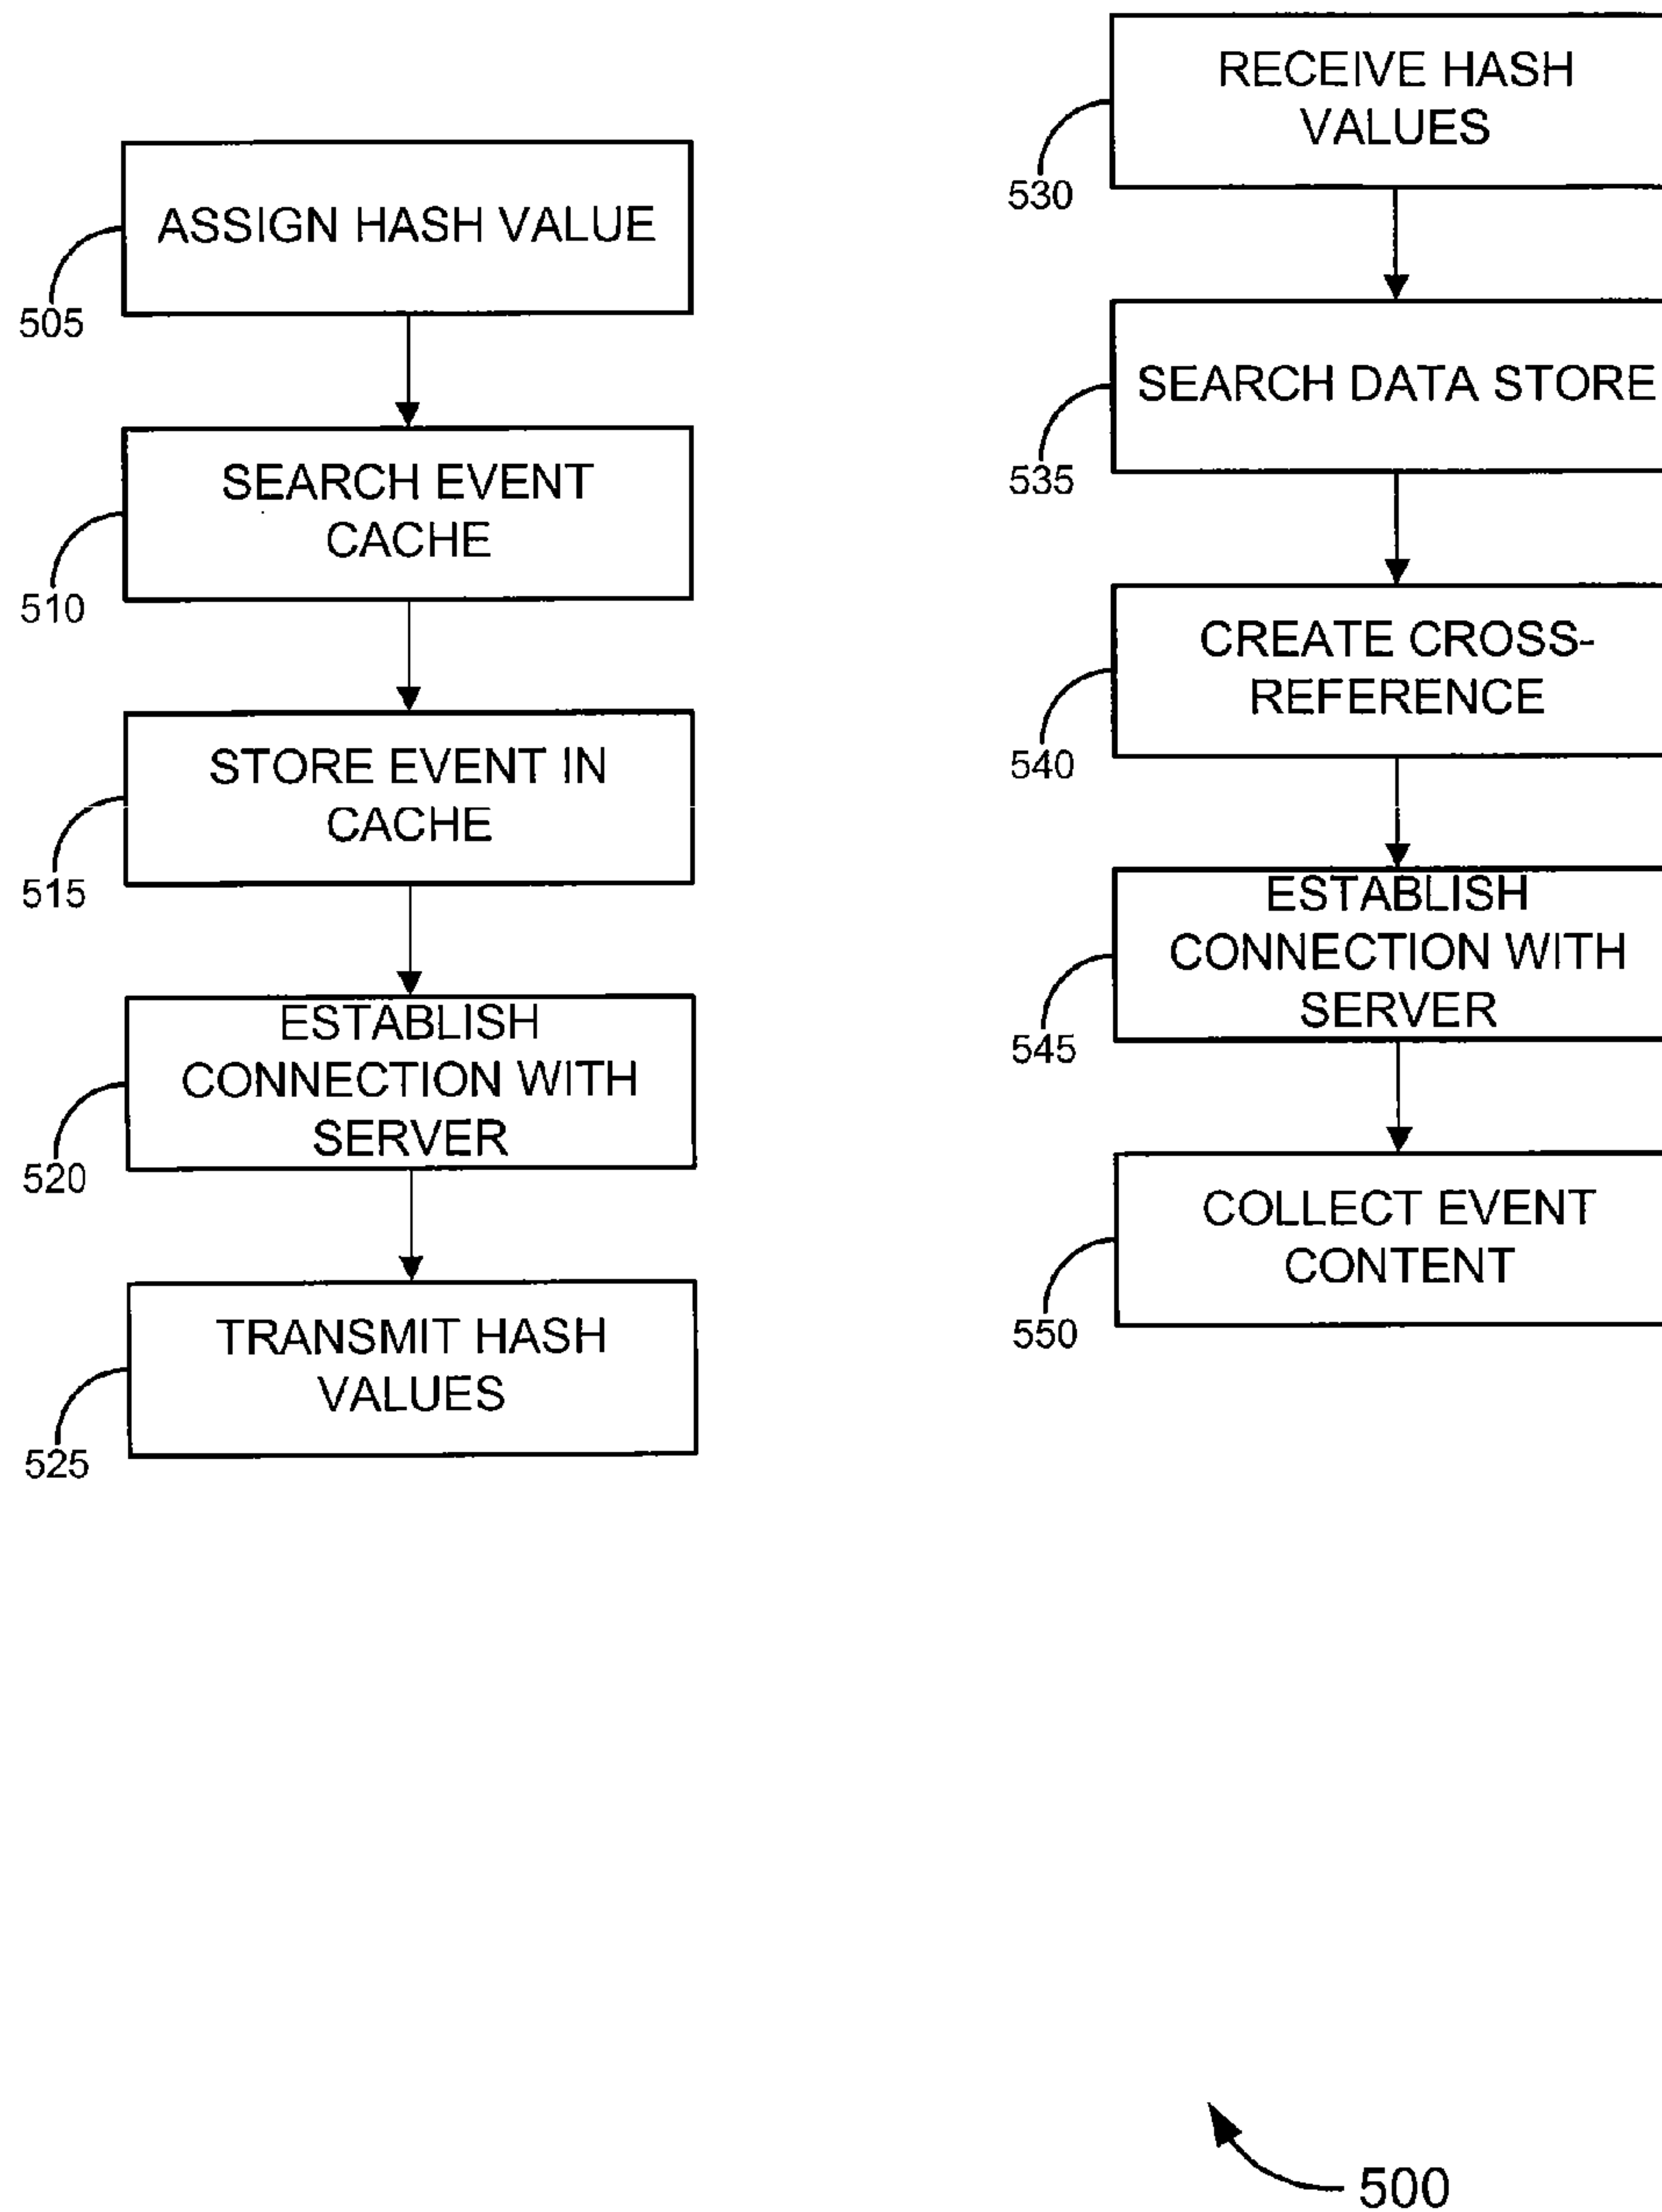 ASSIGN HASH VALUE
505
SEARCH EVENT
CACHE
510
STORE EVENT IN
CACHE
515
ESTABLISH
CONNECTION WITH
SERVER
520
TRANSMIT HASH
VALUES
525
RECEIVE HASH
VALUES
530
SEARCH DATA STORE
535
CREATE CROSS-
REFERENCE
540
ESTABLISH
CONNECTION WITH
SERVER
545
COLLECT EVENT
CONTENT
550
500